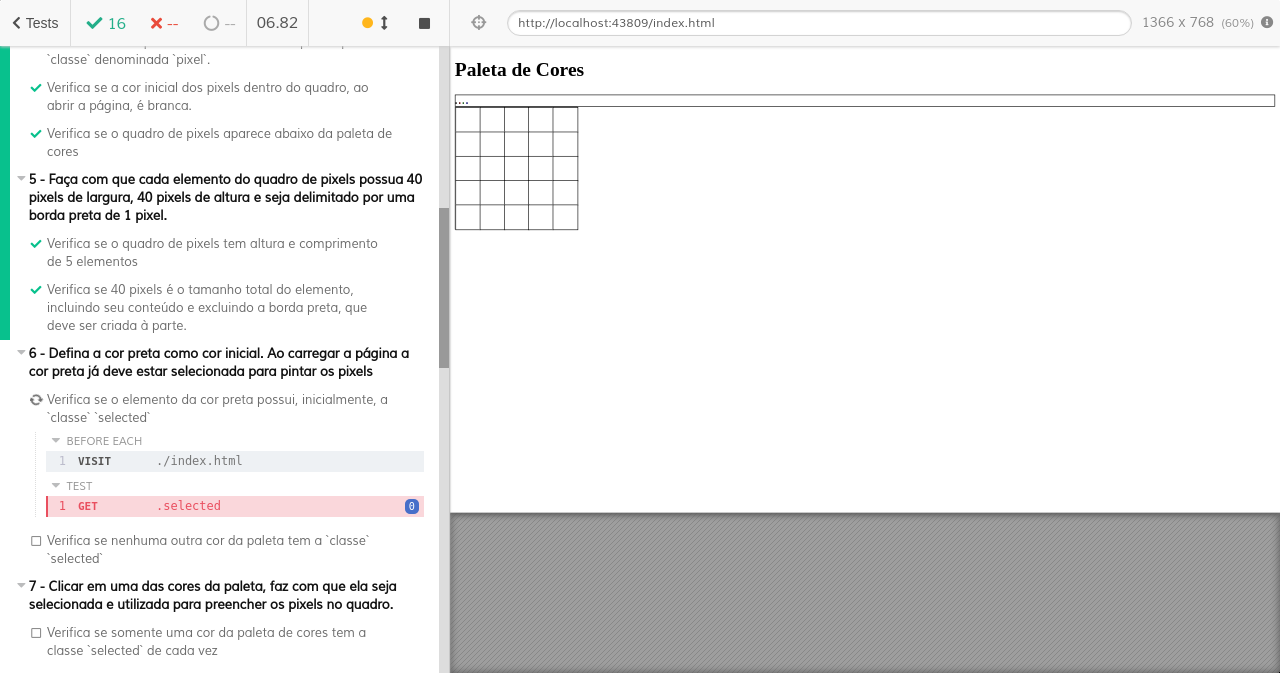 Tests 16 -- -- 06.82 http://localhost:43809/index.html 1366 x 768 (60%)
`classe` denominada `pixel`.
Verifica se a cor inicial dos pixels dentro do quadro, ao
abrir a página, é branca.
Verifica se o quadro de pixels aparece abaixo da paleta de
cores
5 - Faça com que cada elemento do quadro de pixels possua 40
pixels de largura, 40 pixels de altura e seja delimitado por uma
borda preta de 1 pixel.
Verifica se o quadro de pixels tem altura e comprimento
de 5 elementos
Verifica se 40 pixels é o tamanho total do elemento,
incluindo seu conteúdo e excluindo a borda preta, que
deve ser criada à parte.
6 - Defina a cor preta como cor inicial. Ao carregar a página a
cor preta já deve estar selecionada para pintar os pixels
Verifica se o elemento da cor preta possui, inicialmente, a
`classe` `selected`
BEFORE EACH
1 VISIT ./index.html
TEST
1 GET .selected 0
Verifica se nenhuma outra cor da paleta tem a `classe`
`selected`
7 - Clicar em uma das cores da paleta, faz com que ela seja
selecionada e utilizada para preencher os pixels no quadro.
Verifica se somente uma cor da paleta de cores tem a
classe `selected` de cada vez
Paleta de Cores
....